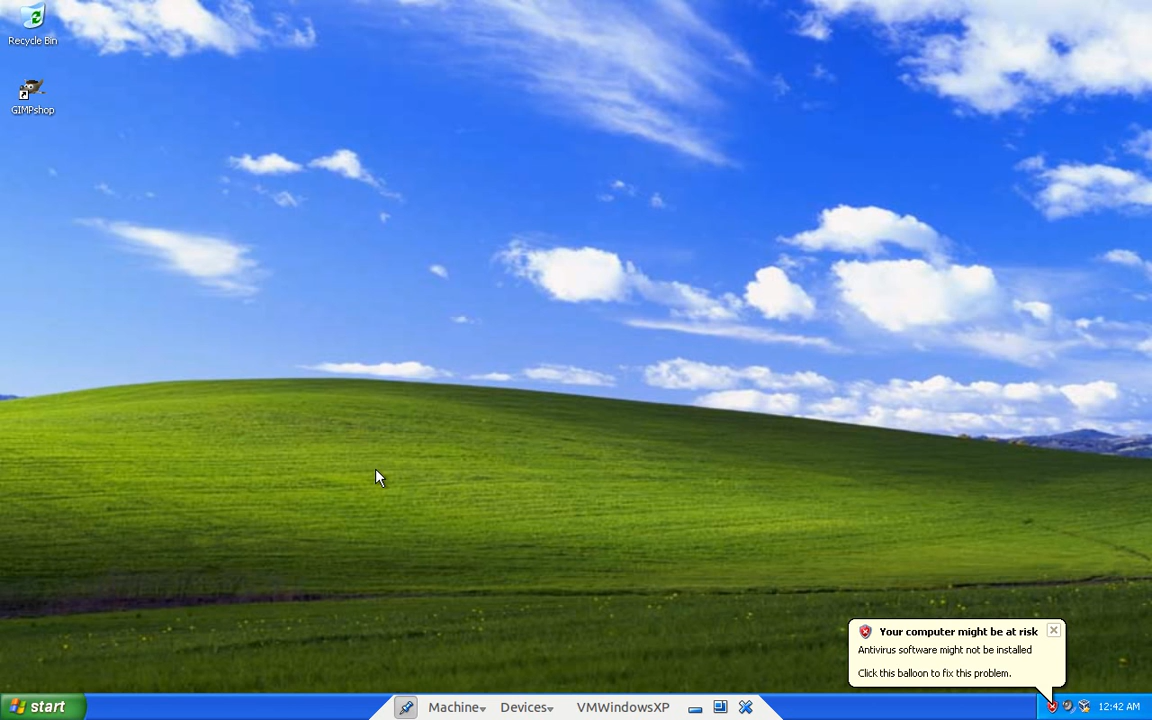 Recycle Bin
GIMPshop
Your computer might be at risk
Antivirus software might not be installed
Click this balloon to fix this problem.
start
Machine
Devices
VMWindowsXP
12:42 AM